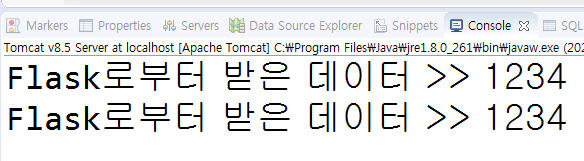 Markers Properties Servers Data Source Explorer Snippets Console SQL
Tomcat v8.5 Server at localhost [Apache Tomcat] C:₩Program Files₩Java₩jre1.8.0_261₩bin₩javaw.exe (202
Flask로부터 받은 데이터 >> 1234
Flask로부터 받은 데이터 >> 1234